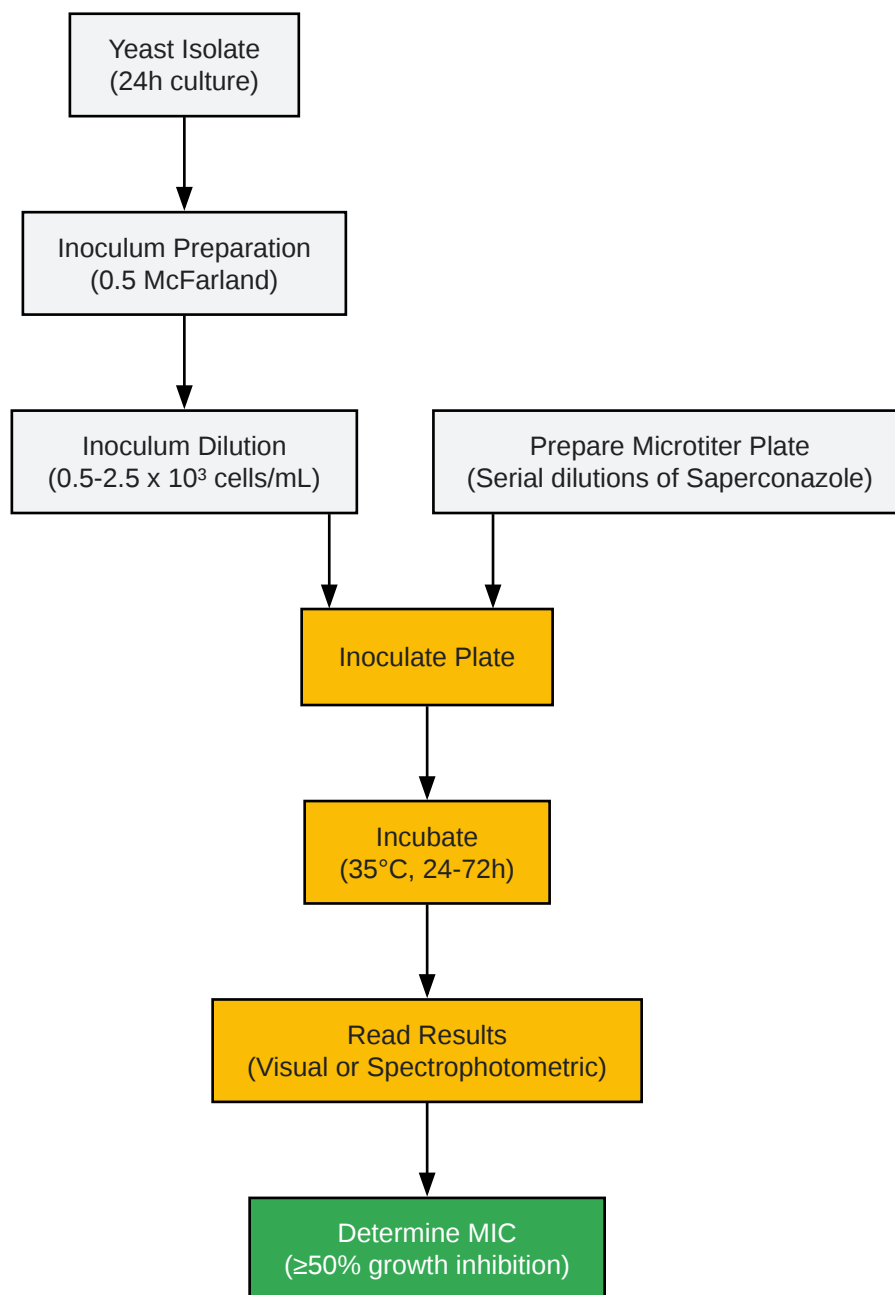 Yeast Isolate
(24h culture)
Inoculum Preparation
(0.5 McFarland)
Inoculum Dilution
(0.5-2.5 x 10³ cells/mL)
Prepare Microtiter Plate
(Serial dilutions of Saperconazole)
Inoculate Plate
Incubate
(35°C, 24-72h)
Read Results
(Visual or Spectrophotometric)
Determine MIC
(≥50% growth inhibition)